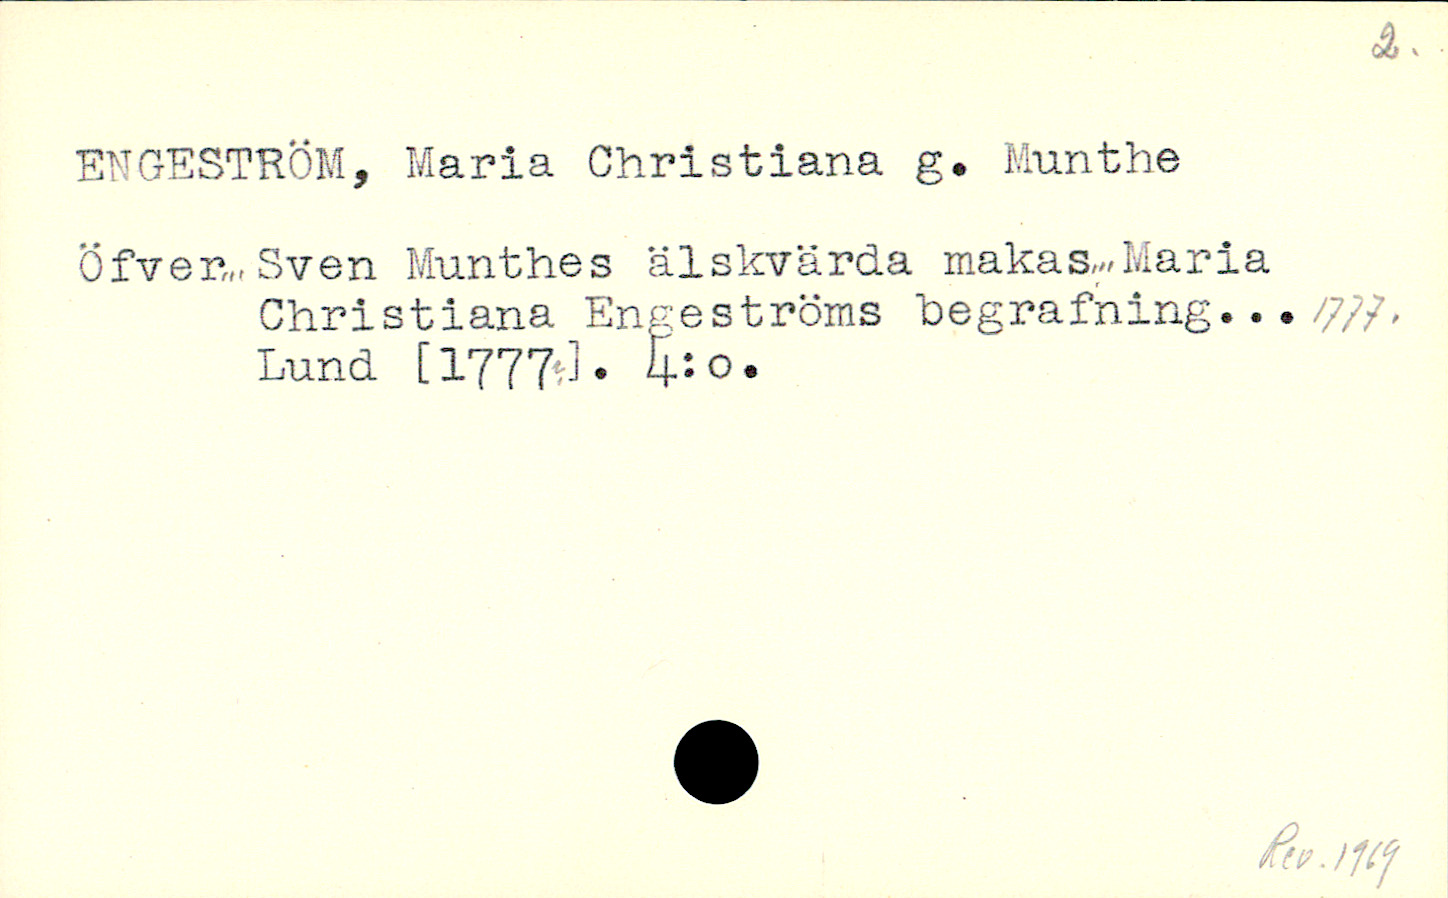 2.
ENGESTRÖM, Maria Christiana g. Munthe
Öfver... Sven Munthes älskvärda makas... Maria
Christiana Engeströms begrafning... 1777.
Lund [1777?]. 4:o.
Rev. 1969